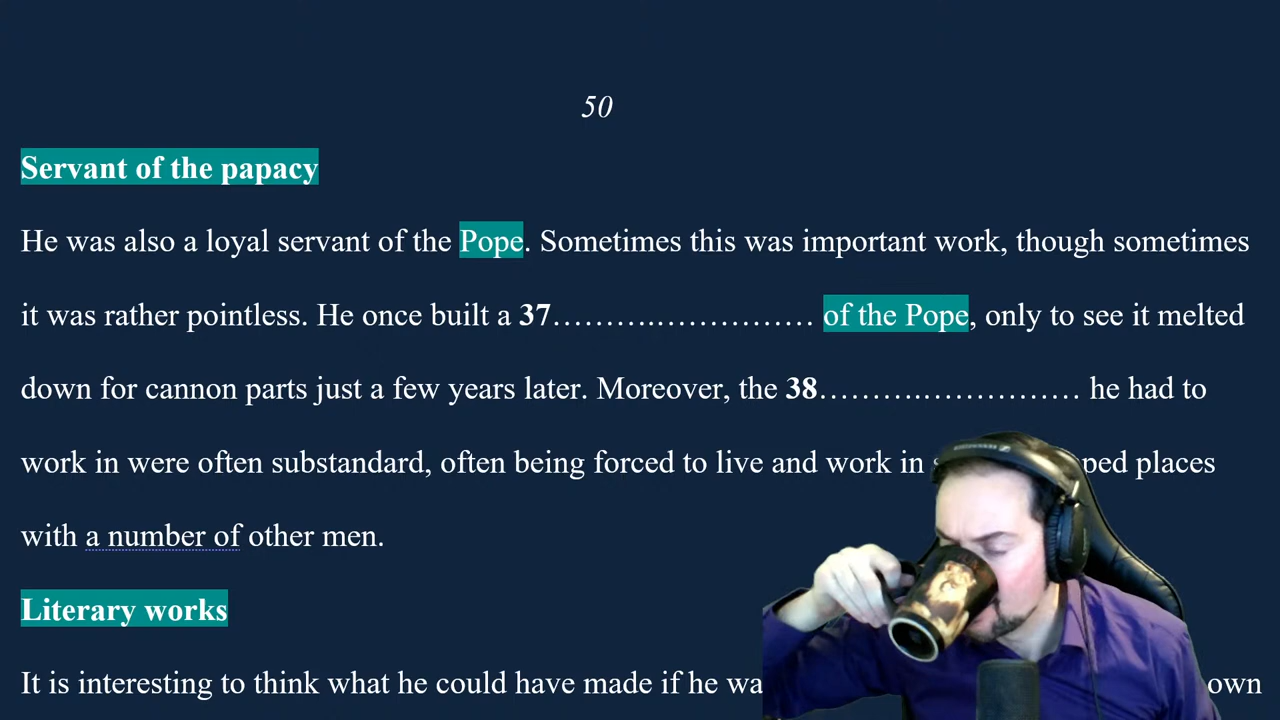 50
Servant of the papacy
He was also a loyal servant of the Pope. Sometimes this was important work, though sometimes
it was rather pointless. He once built a 37……….…………… of the Pope, only to see it melted
down for cannon parts just a few years later. Moreover, the 38……….…………… he had to
work in were often substandard, often being forced to live and work in places
with a number of other men.
Literary works
It is interesting to think what he could have made if he own